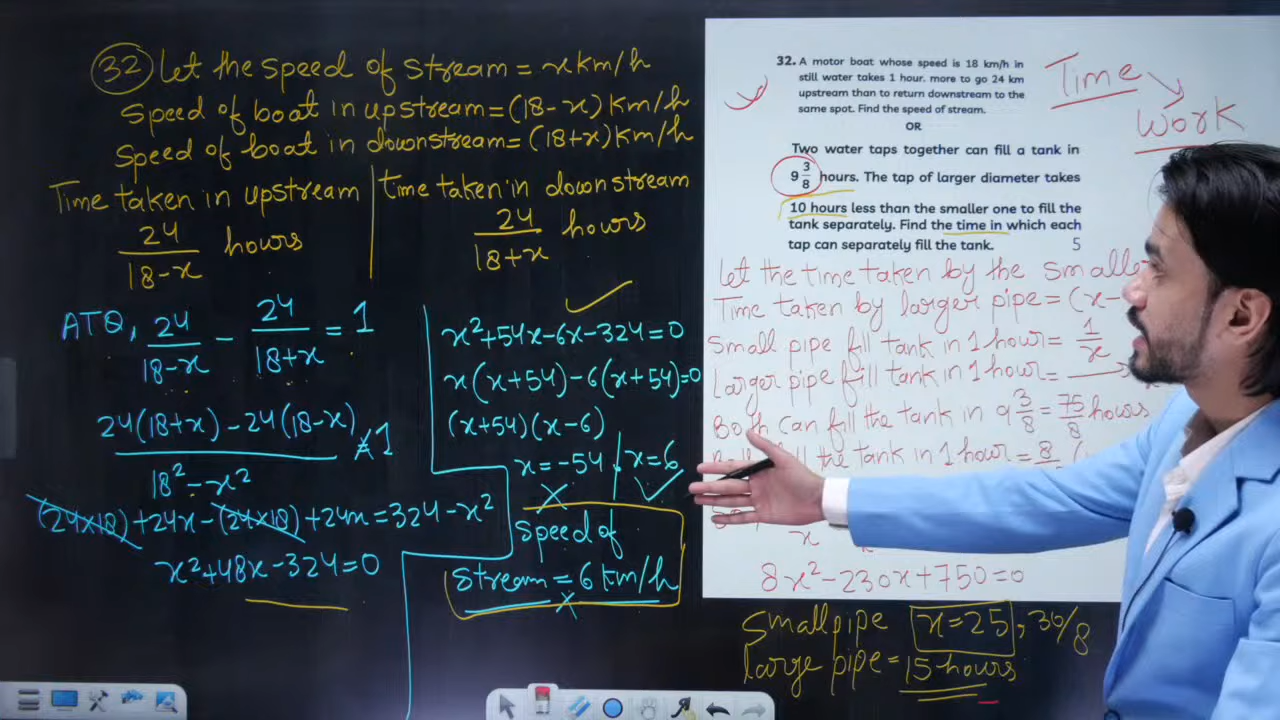 32 Let the speed of stream = x km/h
Speed of boat in upstream = (18-x) km/h
Speed of boat in downstream = (18+x) km/h
Time taken in upstream
24/18-x hours
time taken in downstream
24/18+x hours
ATQ, 24/18-x - 24/18+x = 1
24(18+x) - 24(18-x) / 18² - x² 1
(24x18) + 24x - (24x18) + 24x = 324 - x²
x² + 48x - 324 = 0
x² + 54x - 6x - 324 = 0
x(x+54) - 6(x+54) = 0
(x+54)(x-6)
x = -54, x = 6
Speed of
stream = 6 km/h
32. A motor boat whose speed is 18 km/h in
still water takes 1 hour. more to go 24 km
upstream than to return downstream to the
same spot. Find the speed of stream.
OR
Two water taps together can fill a tank in
9 3/8 hours. The tap of larger diameter takes
10 hours less than the smaller one to fill the
tank separately. Find the time in which each
tap can separately fill the tank.
5
Time
Work
Let the time taken by the
Time taken by larger pipe = (x-
Small pipe fill tank in 1 hour = 1/x
Larger pipe fill tank in 1 hour =
Both can fill the tank in 9 3/8 = 75/8 hours
the tank in 1 hour = 8/
8x² - 230x + 750 = 0
Small pipe x = 25, 30/8
large pipe = 15 hours